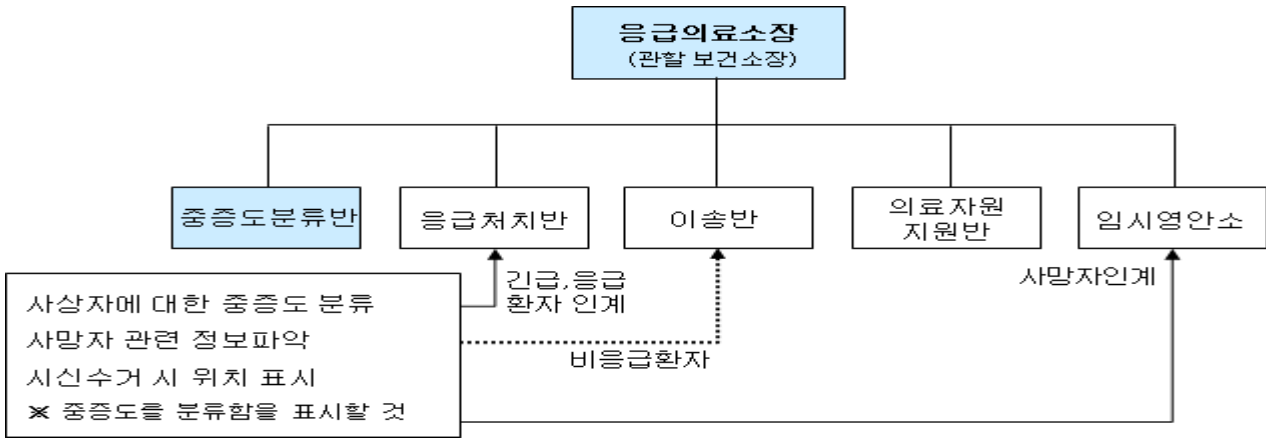 응급의료소장
(관할 보건소장)
중증도분류반
응급처치반
이송반
의료자원
지원반
임시영안소
긴급,응급
환자 인계
사망자인계
비응급환자
사상자에 대한 중증도 분류
사망자 관련 정보파악
시신수거 시 위치 표시
※ 중증도를 분류함을 표시할 것